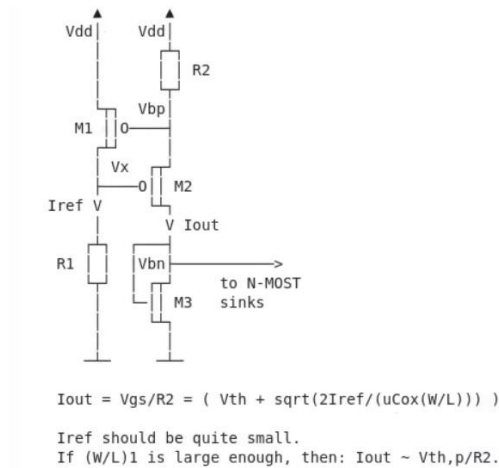 Vdd Vdd
R2
Vbp
M1 O
Vx
O M2
Iref V
V Iout
R1 Vbn >
to N-MOST
M3 sinks
Iout = Vgs/R2 = ( Vth + sqrt(2Iref/(uCox(W/L))) )
Iref should be quite small.
If (W/L)1 is large enough, then: Iout ~ Vth,p/R2.